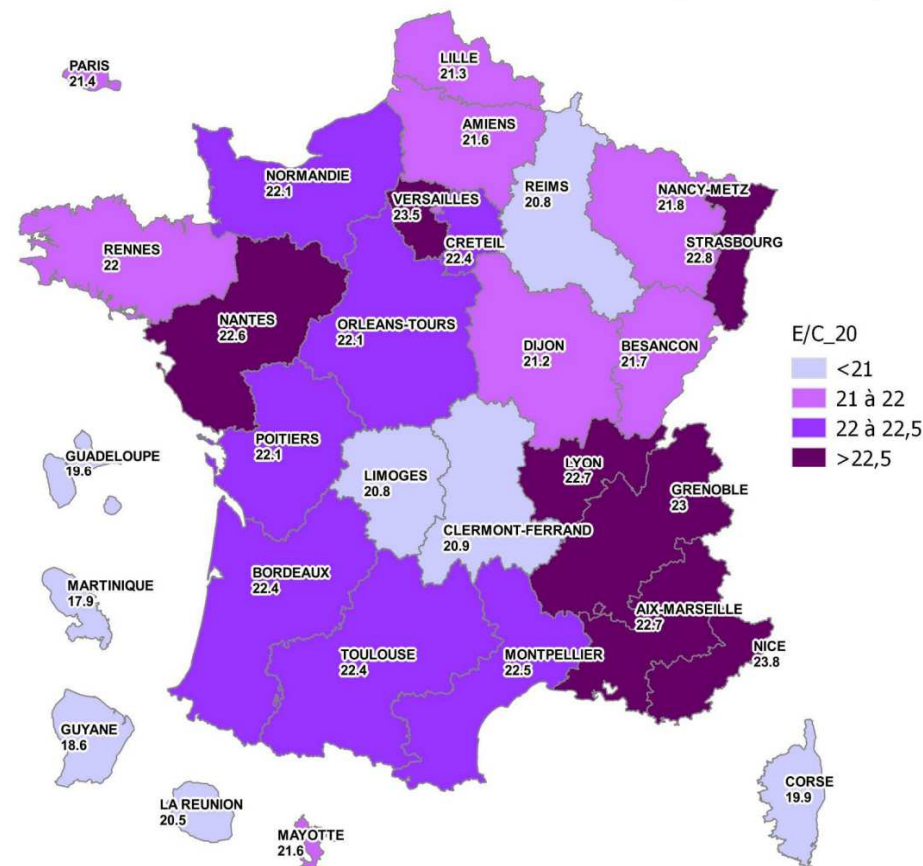 LILLE
21.3
PARIS
21.4
AMIENS
21.6
NORMANDIE
22.1
REIMS
20.8
NANCY-METZ
21.8
VERSAILLES
23.5
CRETEIL
22.4
STRASBOURG
22.8
RENNES
22
NANTES
22.6
ORLEANS-TOURS
22.1
DIJON
21.2
BESANCON
21.7
E/C_20
<21
21 à 22
22 à 22,5
>22,5
POITIERS
22.1
GUADELOUPE
19.6
LIMOGES
20.8
LYON
22.7
GRENOBLE
23
CLERMONT-FERRAND
20.9
MARTINIQUE
17.9
BORDEAUX
22.4
AIX-MARSEILLE
22.7
TOULOUSE
22.4
MONTPELLIER
22.5
NICE
23.8
GUYANE
18.6
CORSE
19.9
LA REUNION
20.5
MAYOTTE
21.6